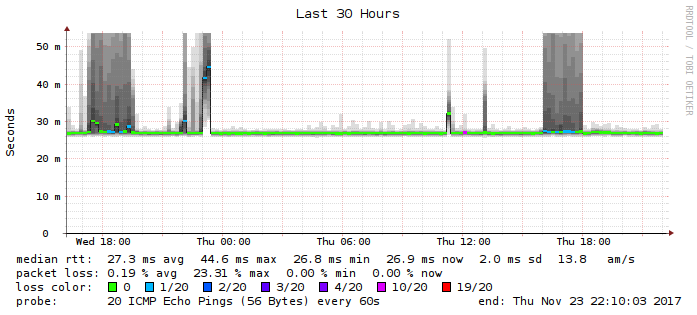 Last 30 Hours
RRDTOOL / TOBI OETIKER
Seconds
50 m
40 m
30 m
20 m
10 m
0
Wed 18:00 Thu 00:00 Thu 06:00 Thu 12:00 Thu 18:00
median rtt: 27.3 ms avg 44.6 ms max 26.8 ms min 26.9 ms now 2.0 ms sd 13.8 am/s
packet loss: 0.19 % avg 23.31 % max 0.00 % min 0.00 % now
loss color: 0 1/20 2/20 3/20 4/20 10/20 19/20
probe: 20 ICMP Echo Pings (56 Bytes) every 60s end: Thu Nov 23 22:10:03 2017